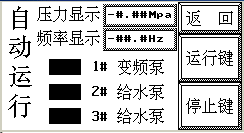 自动运行
压力显示 -#.##Mpa 返 回
频率显示 -##.#Hz
1# 变频泵 运行键
2# 给水泵
3# 给水泵 停止键